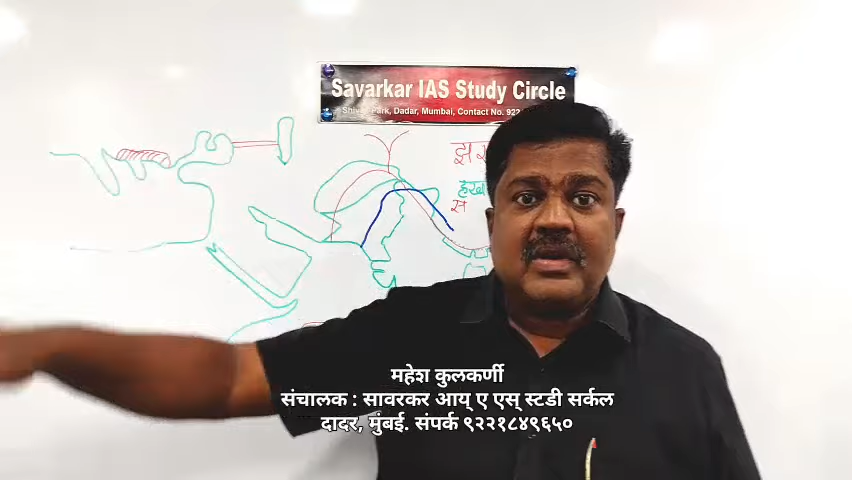 Savarkar IAS Study Circle
Park, Dadar, Mumbai, Contact No. 922
झ
स
महेश कुलकर्णी
संचालक : सावरकर आय् ए एस् स्टडी सर्कल
दादर, मुंबई. संपर्क ९२२१८४९६५०